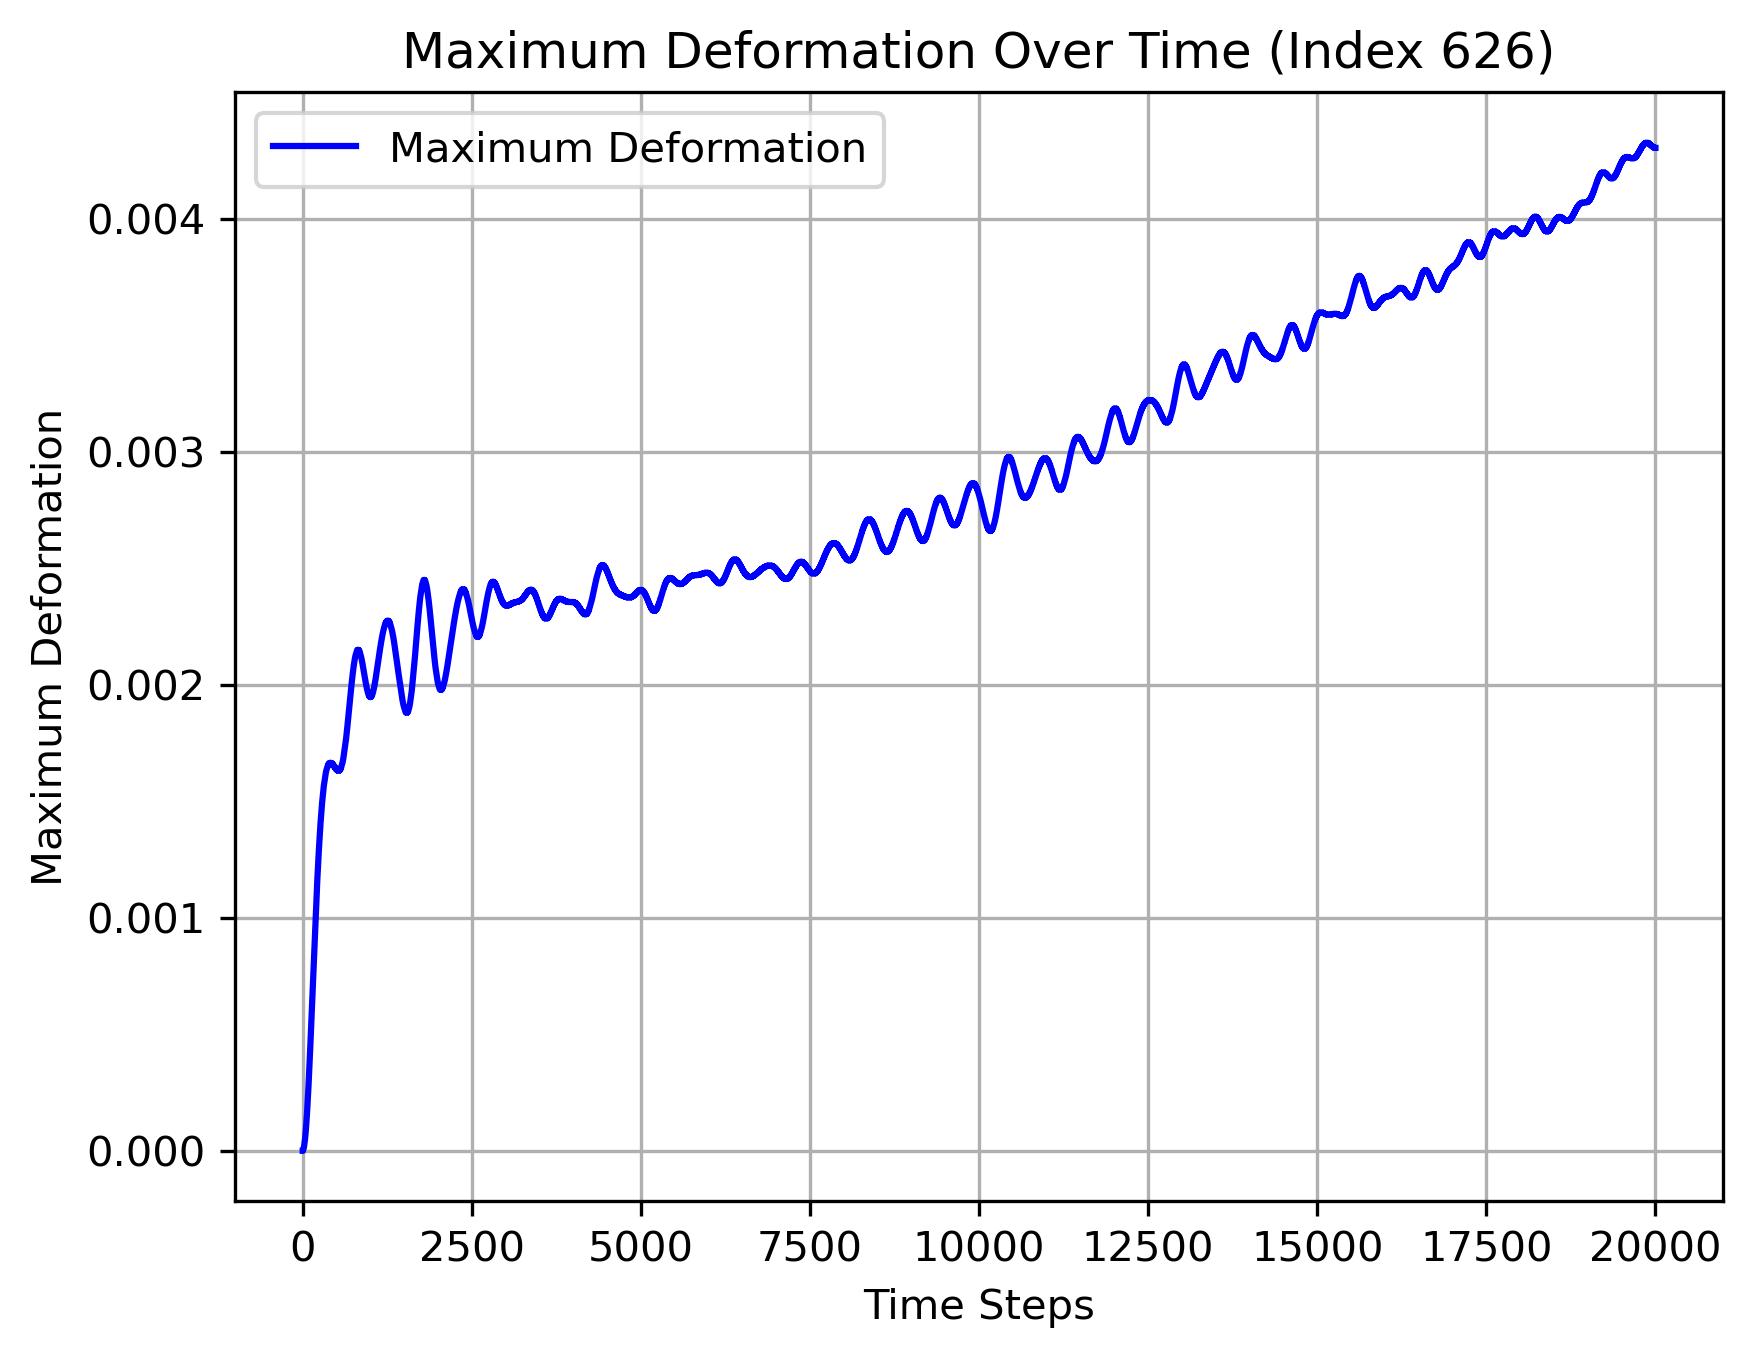 Maximum Deformation Over Time (Index 626)
Maximum Deformation
Maximum Deformation
0.004
0.003
0.002
0.001
0.000
0 2500 5000 7500 10000 12500 15000 17500 20000
Time Steps